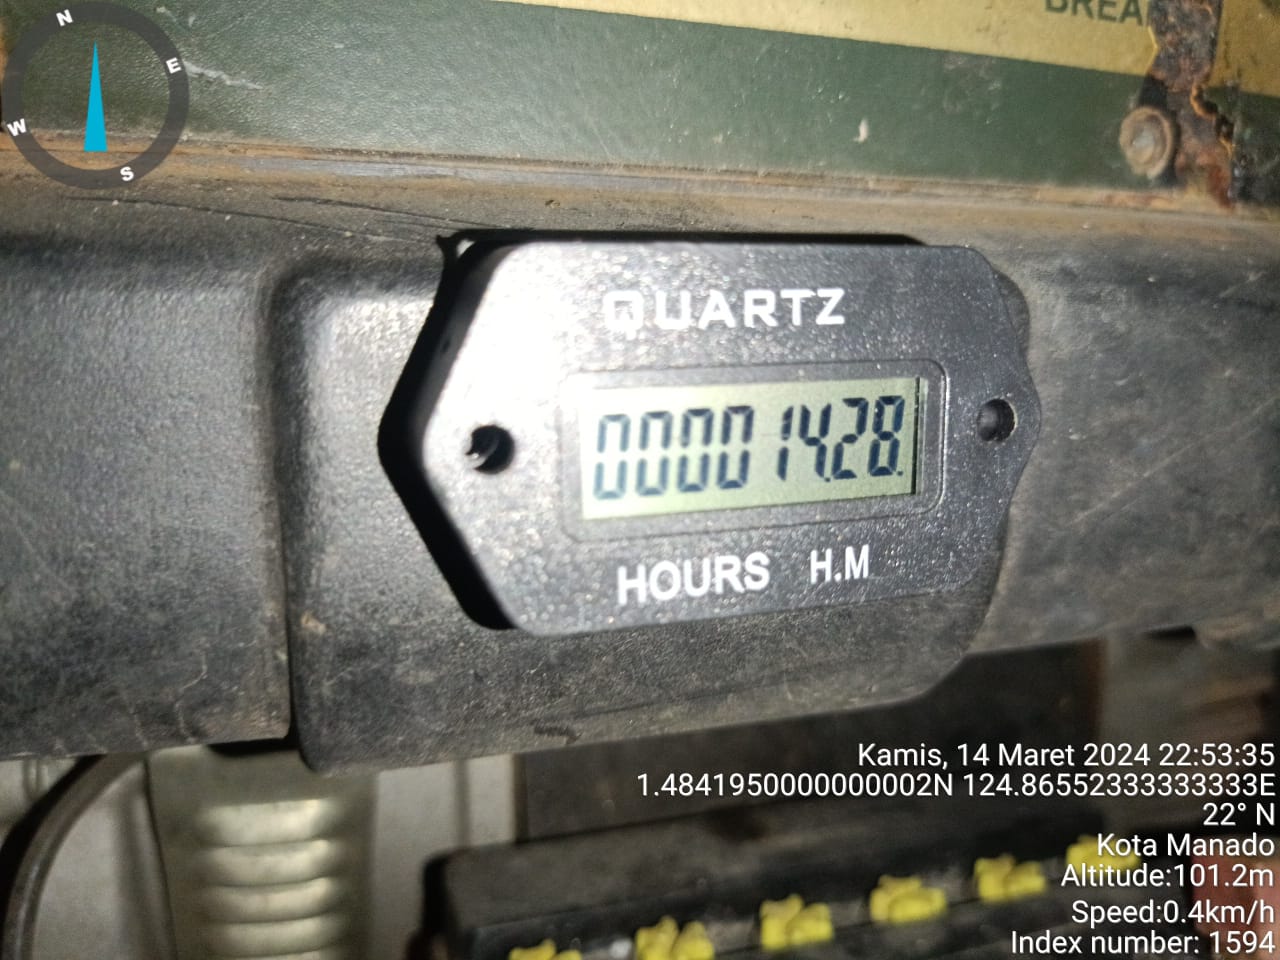 N
E
W
S
BREA
QUARTZ
00001428.
HOURS H.M
Kamis, 14 Maret 2024 22:53:35
1.4841950000000002N 124.86552333333333E
22° N
Kota Manado
Altitude:101.2m
Speed:0.4km/h
Index number: 1594